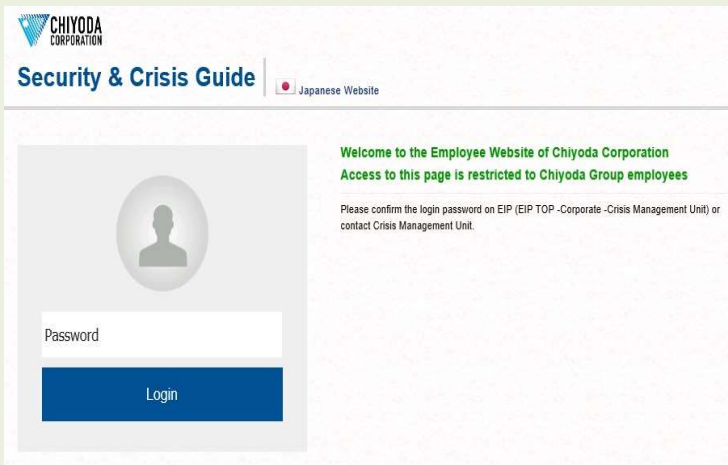 CHIYODA
CORPORATION
Security & Crisis Guide
Japanese Website
Welcome to the Employee Website of Chiyoda Corporation
Access to this page is restricted to Chiyoda Group employees
Please confirm the login password on EIP (EIP TOP -Corporate -Crisis Management Unit) or
contact Crisis Management Unit.
Password
Login